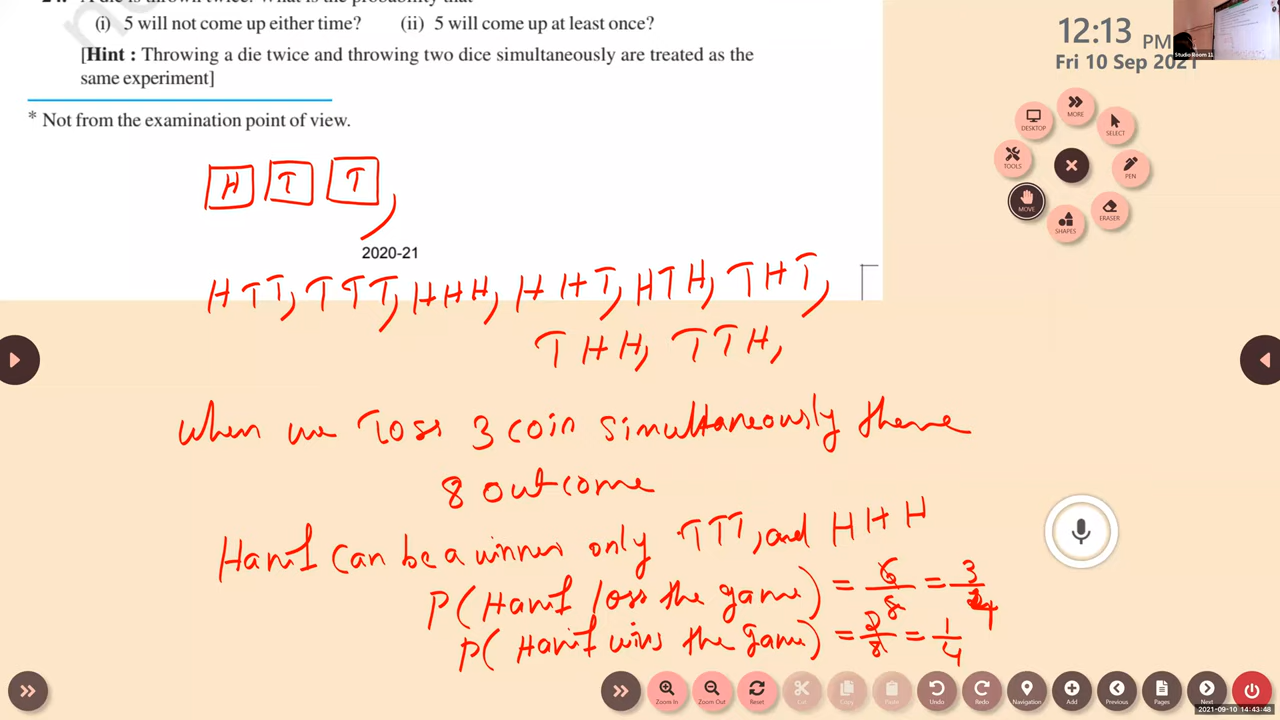 (i) 5 will not come up either time? (ii) 5 will come up at least once?
[Hint : Throwing a die twice and throwing two dice simultaneously are treated as the
same experiment]
* Not from the examination point of view.
H T T ,
2020-21
HTT, TTT, HHH, HHT, HTH, THT,
THH, TTH,
When we Toss 3 coin simultaneously there
8 outcome
Hanif can be a winner only TTT, and HHH
P(Hanif loss the game) = 6/8 = 3/4
P(Hanif wins the game) = 2/8 = 1/4
12:13 PM
Fri 10 Sep 2021
Studio Room 11
MORE
DESKTOP
SELECT
TOOLS
PEN
MOVE
ERASER
SHAPES
Zoom In Zoom Out Reset Cut Copy Paste Undo Redo Navigation Add Previous Pages Next
2021-09-10 14:43:48